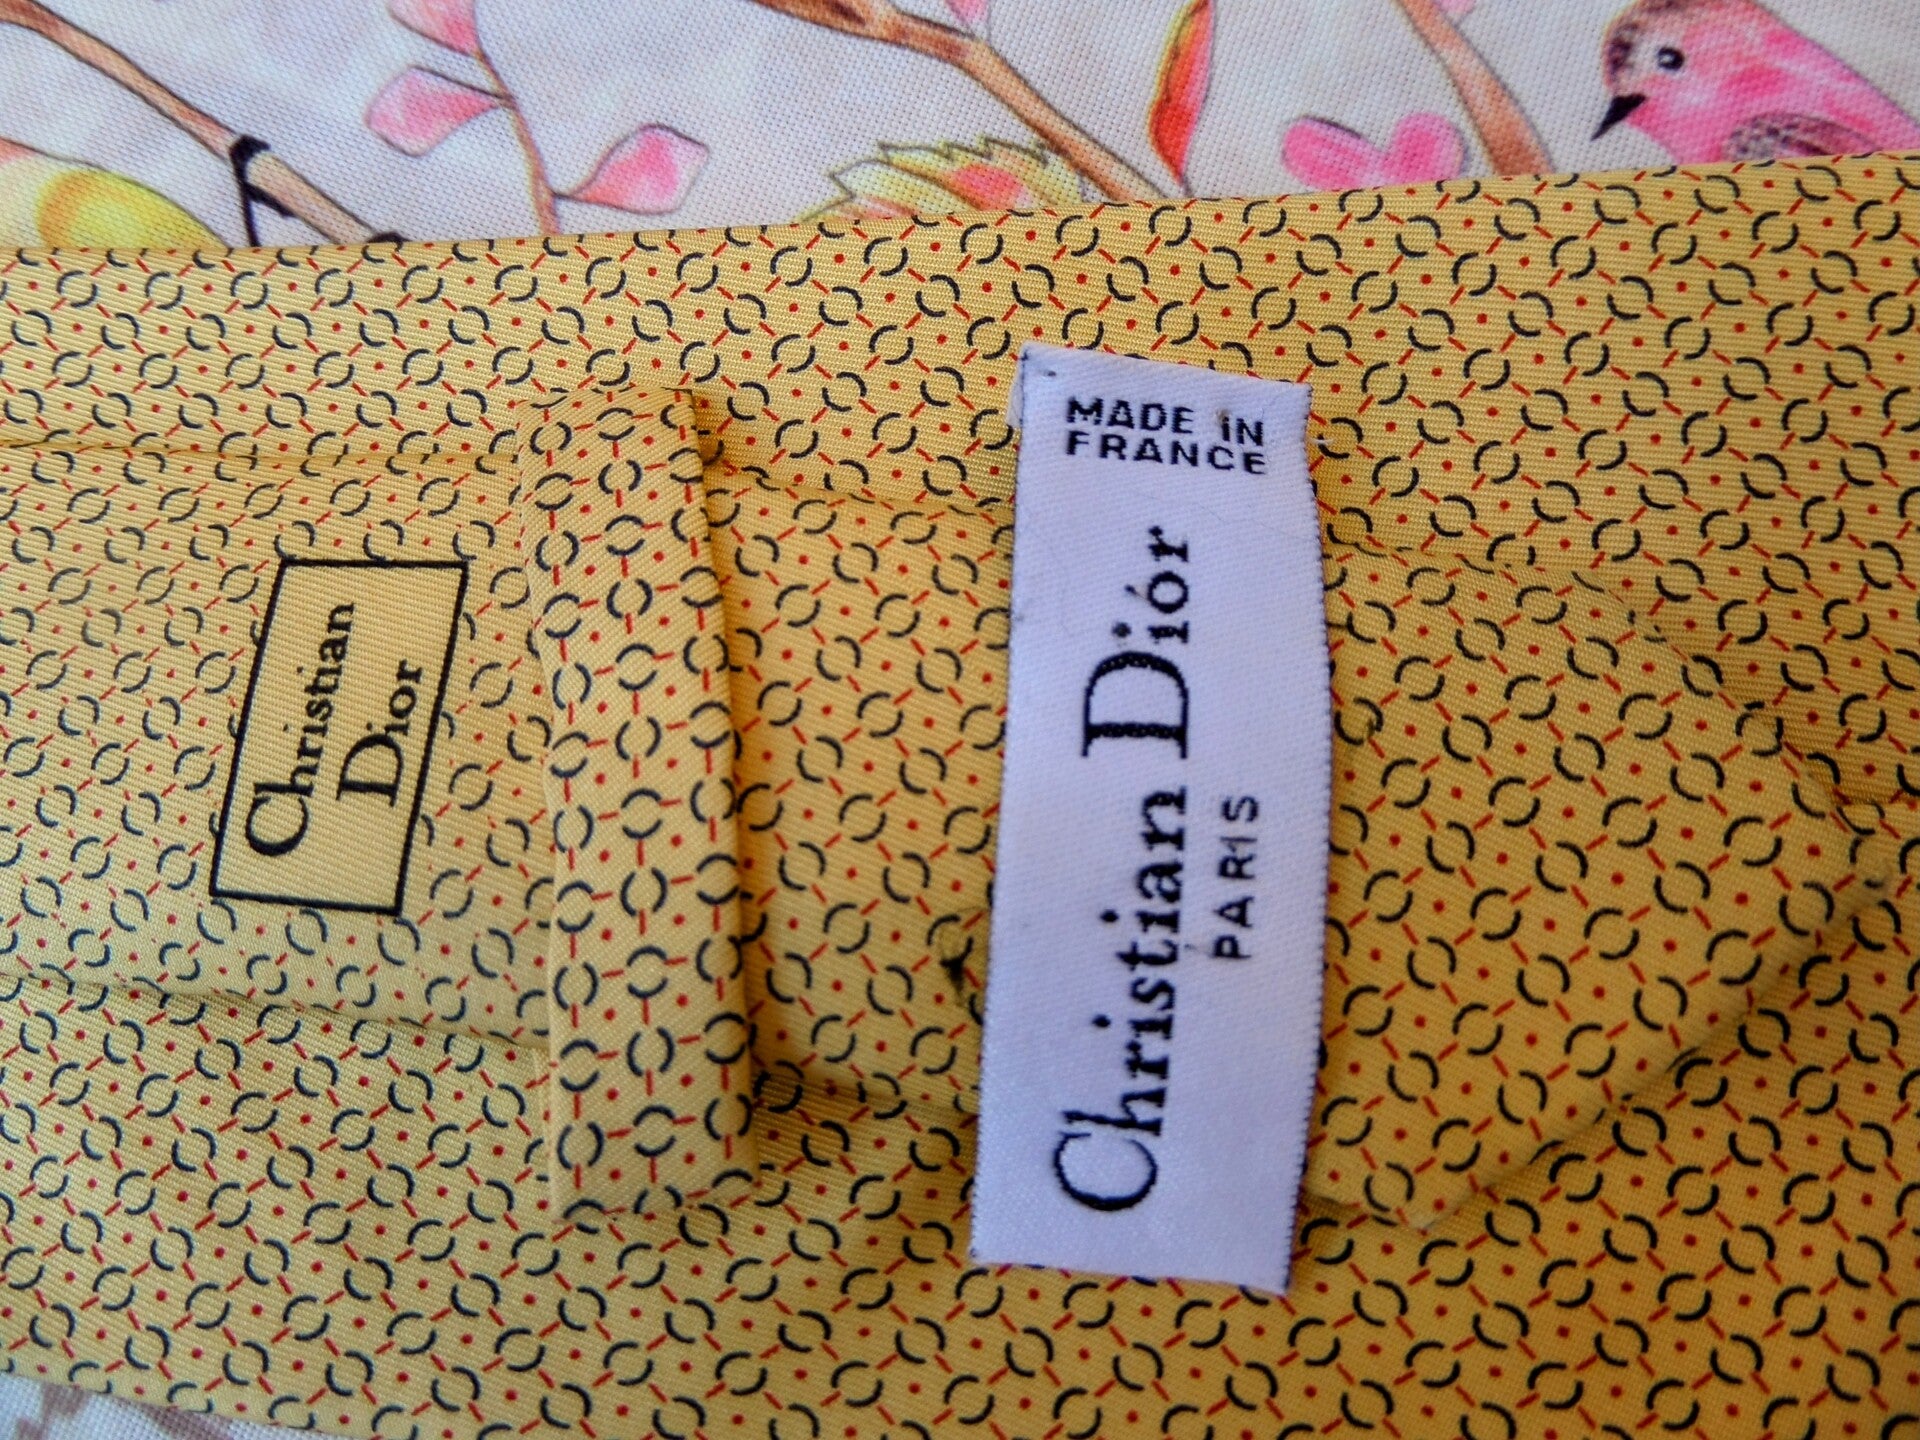 Christian
Dior
MADE IN
FRANCE
Christian Dior
PARIS